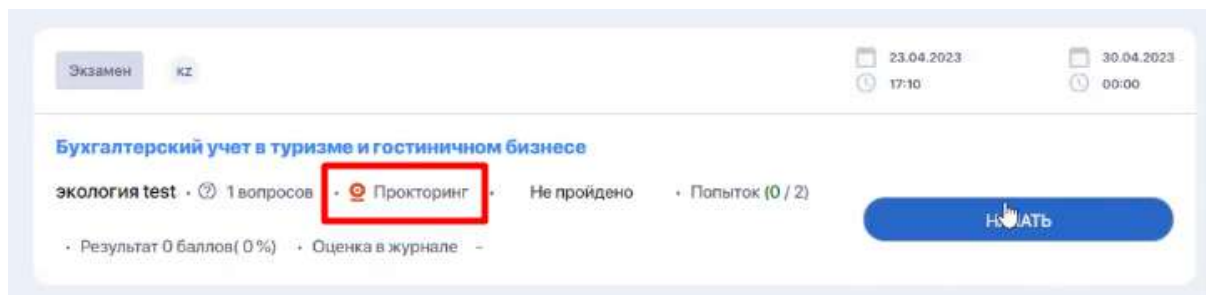 Экзамен KZ 23.04.2023 30.04.2023
17:10 00:00
Бухгалтерский учет в туризме и гостиничном бизнесе
экология test · 1 вопросов · Прокторинг · Не пройдено · Попыток (0 / 2)
НАЧАТЬ
· Результат 0 баллов( 0 %) · Оценка в журнале -